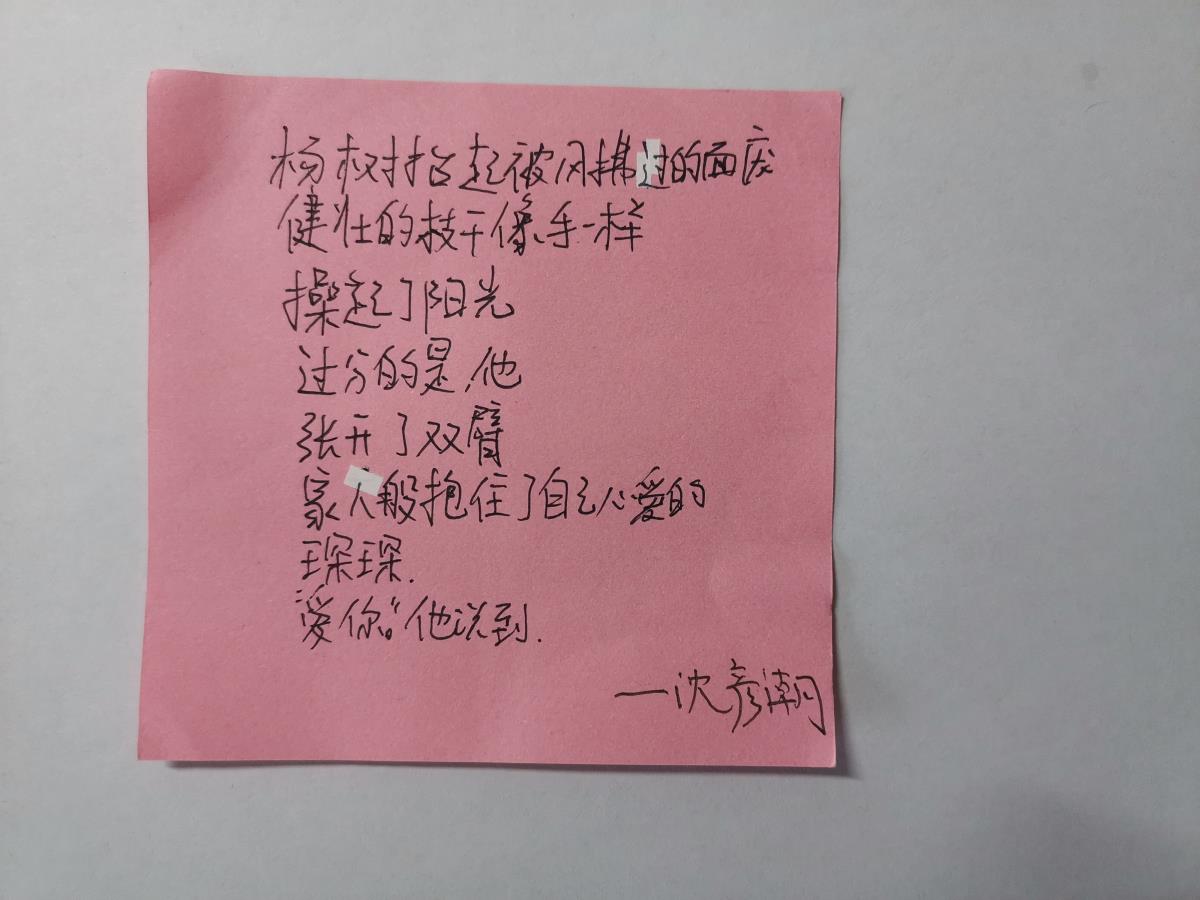 杨树抬起被风拂过的面庞
健壮的枝干像手一样
操起了阳光
过分的是,他
张开了双臂
家人般抱住了自己心爱的
琛琛.
“爱你。”他说到.
—沈彦潮